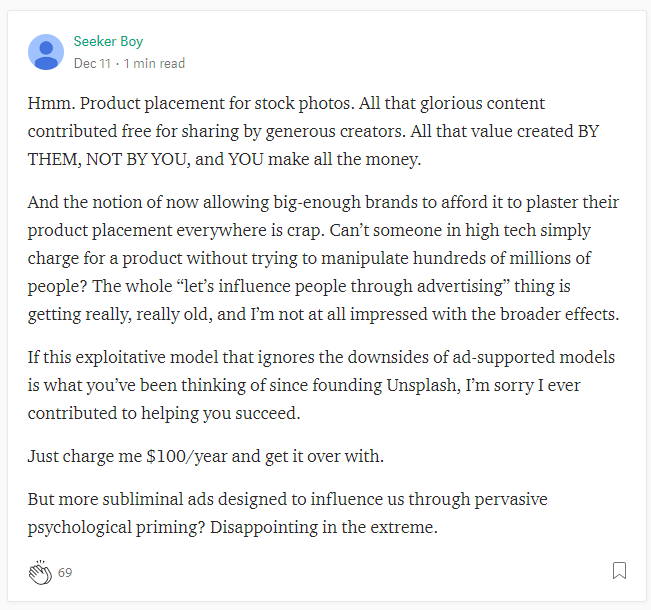 Seeker Boy
Dec 11 · 1 min read
Hmm. Product placement for stock photos. All that glorious content
contributed free for sharing by generous creators. All that value created BY
THEM, NOT BY YOU, and YOU make all the money.
And the notion of now allowing big-enough brands to afford it to plaster their
product placement everywhere is crap. Can’t someone in high tech simply
charge for a product without trying to manipulate hundreds of millions of
people? The whole “let’s influence people through advertising” thing is
getting really, really old, and I’m not at all impressed with the broader effects.
If this exploitative model that ignores the downsides of ad-supported models
is what you’ve been thinking of since founding Unsplash, I’m sorry I ever
contributed to helping you succeed.
Just charge me $100/year and get it over with.
But more subliminal ads designed to influence us through pervasive
psychological priming? Disappointing in the extreme.
69